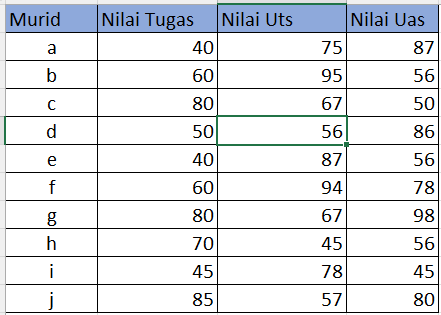 Murid Nilai Tugas Nilai Uts Nilai Uas
a 40 75 87
b 60 95 56
c 80 67 50
d 50 56 86
e 40 87 56
f 60 94 78
g 80 67 98
h 70 45 56
i 45 78 45
j 85 57 80